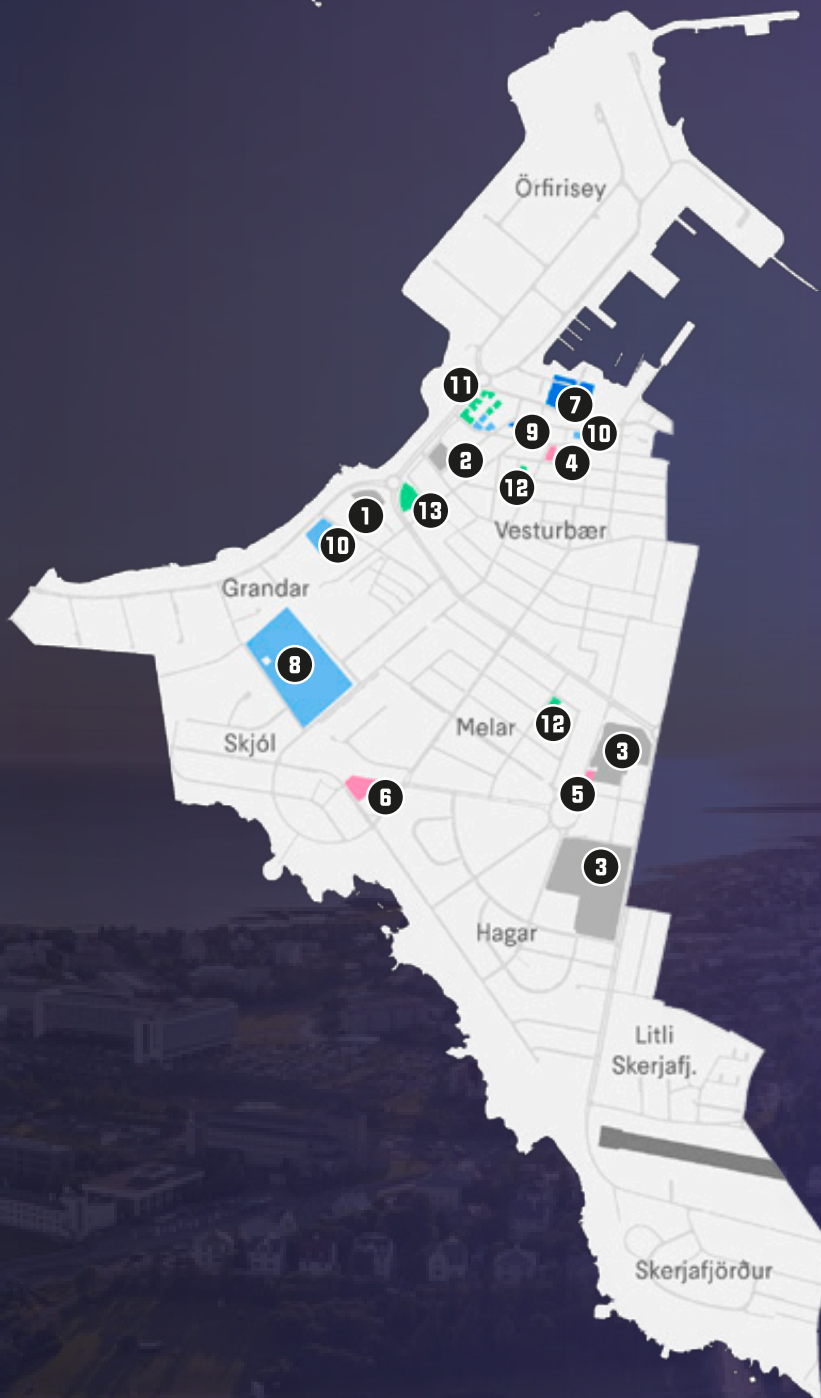 Örfirisey
11
7
9
10
2
4
12
13
1
Vesturbær
10
Grandar
8
Melar
12
Skjól
3
6
5
3
Hagar
Litli
Skerjafj.
Skerjafjörður